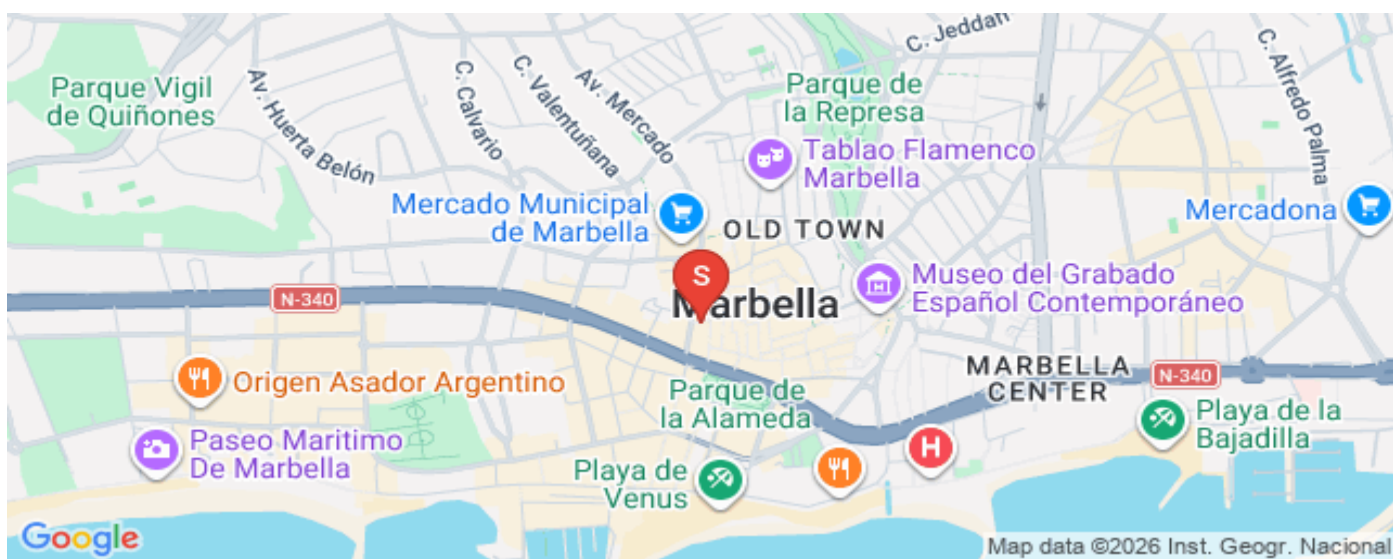 C. Jeddah
Parque Vigil
de Quiñones
Av. Huerta Belón
C. Calvario
C. Valentuñana
Av. Mercado
Parque de
la Represa
C. Alfredo Palma
Tablao Flamenco
Marbella
Mercado Municipal
de Marbella
OLD TOWN
Mercadona
S
Marbella
Museo del Grabado
Español Contemporáneo
N-340
Origen Asador Argentino
Parque de
la Alameda
MARBELLA
CENTER
N-340
Paseo Maritimo
De Marbella
Playa de
Venus
H
Playa de la
Bajadilla
Google
Map data ©2026 Inst. Geogr. Nacional